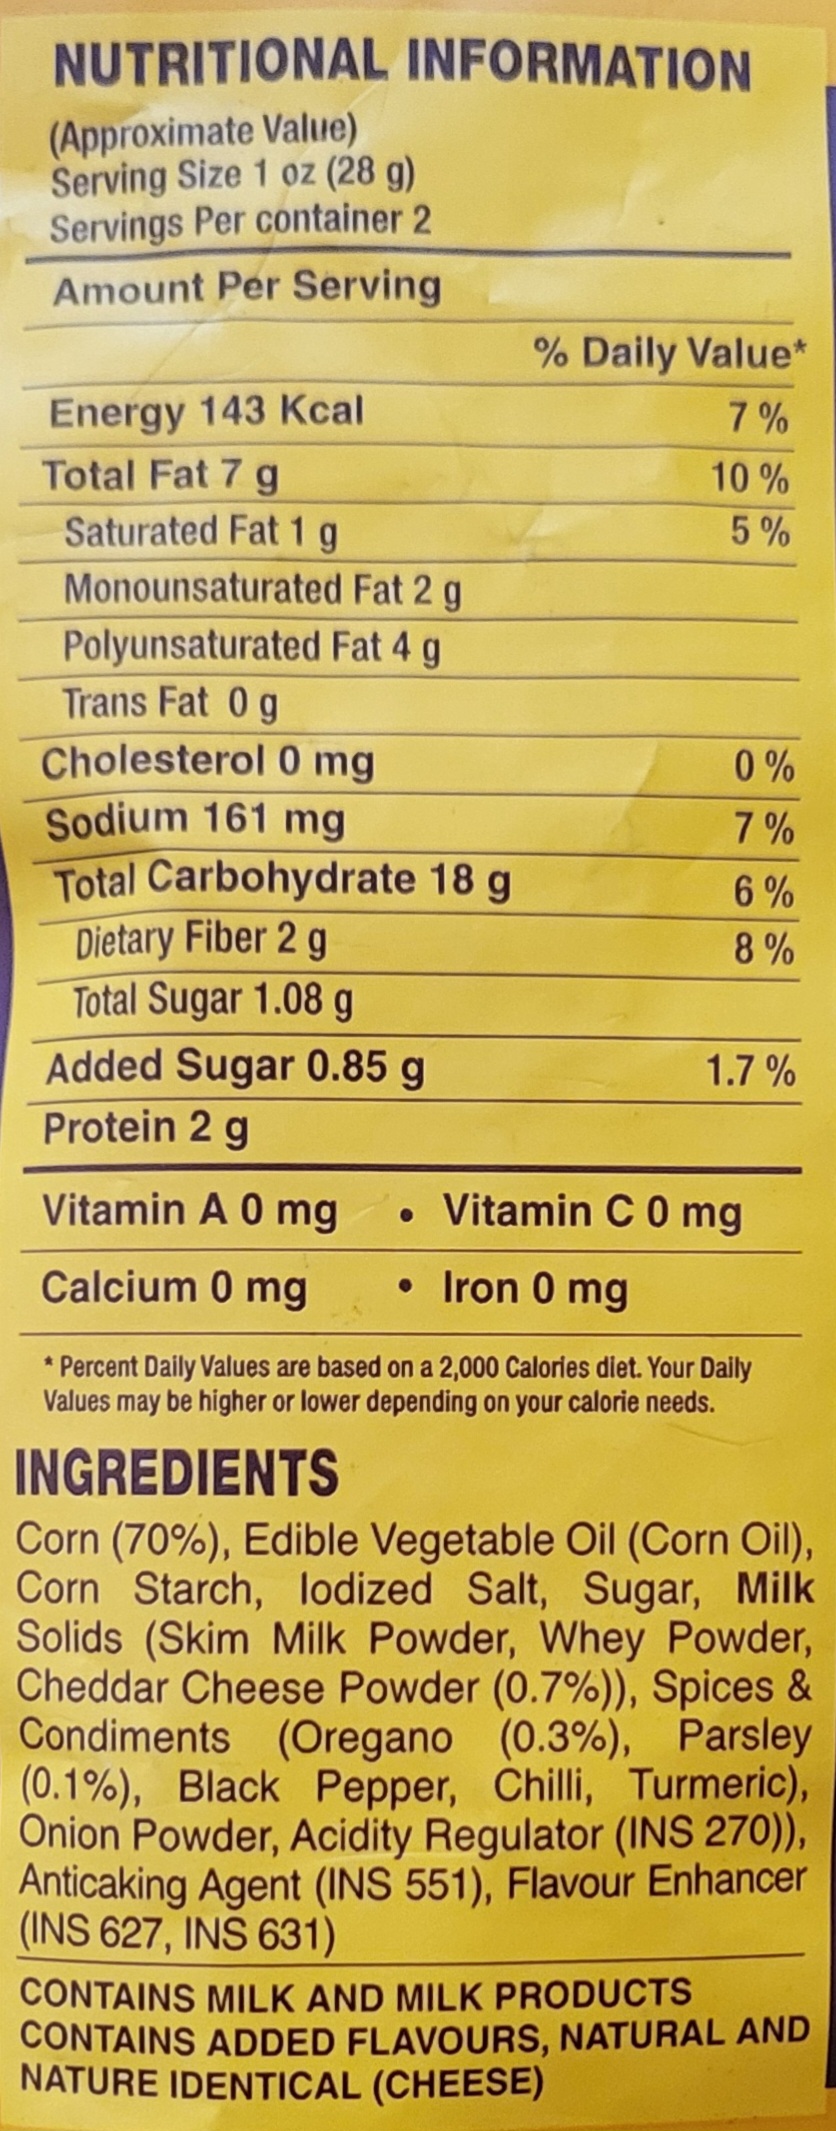 NUTRITIONAL INFORMATION
(Approximate Value)
Serving Size 1 oz (28 g)
Servings Per container 2
Amount Per Serving
% Daily Value*
Energy 143 Kcal 7 %
Total Fat 7 g 10 %
Saturated Fat 1 g 5 %
Monounsaturated Fat 2 g
Polyunsaturated Fat 4 g
Trans Fat 0 g
Cholesterol 0 mg 0 %
Sodium 161 mg 7 %
Total Carbohydrate 18 g 6 %
Dietary Fiber 2 g 8 %
Total Sugar 1.08 g
Added Sugar 0.85 g 1.7 %
Protein 2 g
Vitamin A 0 mg • Vitamin C 0 mg
Calcium 0 mg • Iron 0 mg
* Percent Daily Values are based on a 2,000 Calories diet. Your Daily
Values may be higher or lower depending on your calorie needs.
INGREDIENTS
Corn (70%), Edible Vegetable Oil (Corn Oil),
Corn Starch, Iodized Salt, Sugar, Milk
Solids (Skim Milk Powder, Whey Powder,
Cheddar Cheese Powder (0.7%)), Spices &
Condiments (Oregano (0.3%), Parsley
(0.1%), Black Pepper, Chilli, Turmeric),
Onion Powder, Acidity Regulator (INS 270)),
Anticaking Agent (INS 551), Flavour Enhancer
(INS 627, INS 631)
CONTAINS MILK AND MILK PRODUCTS
CONTAINS ADDED FLAVOURS, NATURAL AND
NATURE IDENTICAL (CHEESE)